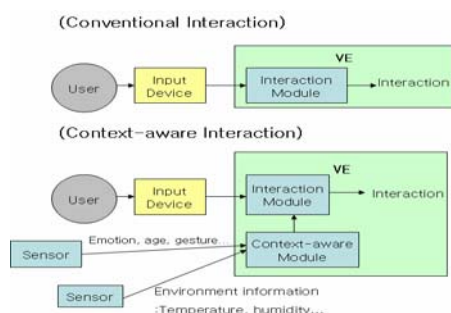 (Conventional Interaction)
VE
User
Input
Device
Interaction
Module
Interaction
(Context-aware Interaction)
VE
User
Input
Device
Interaction
Module
Interaction
Emotion, age, gesture...
Sensor
Context-aware
Module
Sensor
Environment information
:Temperature, humidity...